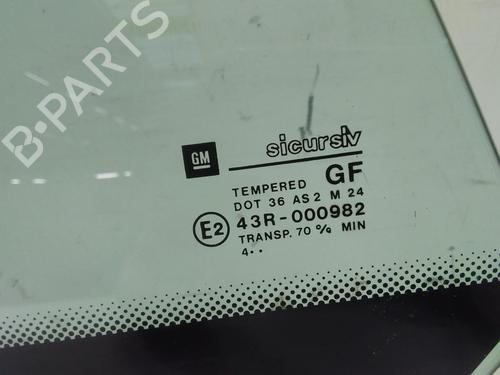 B-PARTS
GM sicursiv
TEMPERED GF
DOT 36 AS2 M 24
E2 43R-000982
TRANSP. 70 % MIN
4··